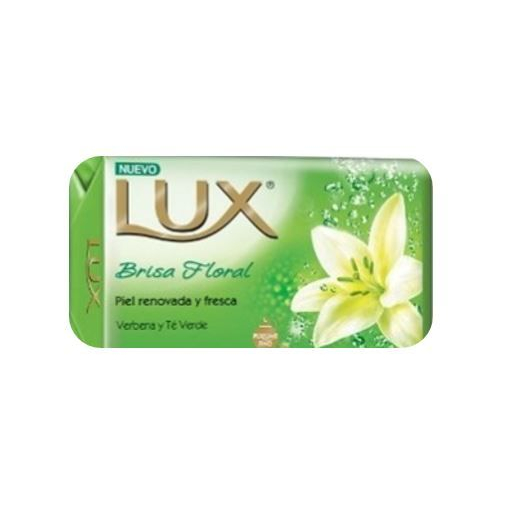 NUEVO
LUX®
Brisa Floral
Piel renovada y fresca
Verbena y Té Verde
LUX